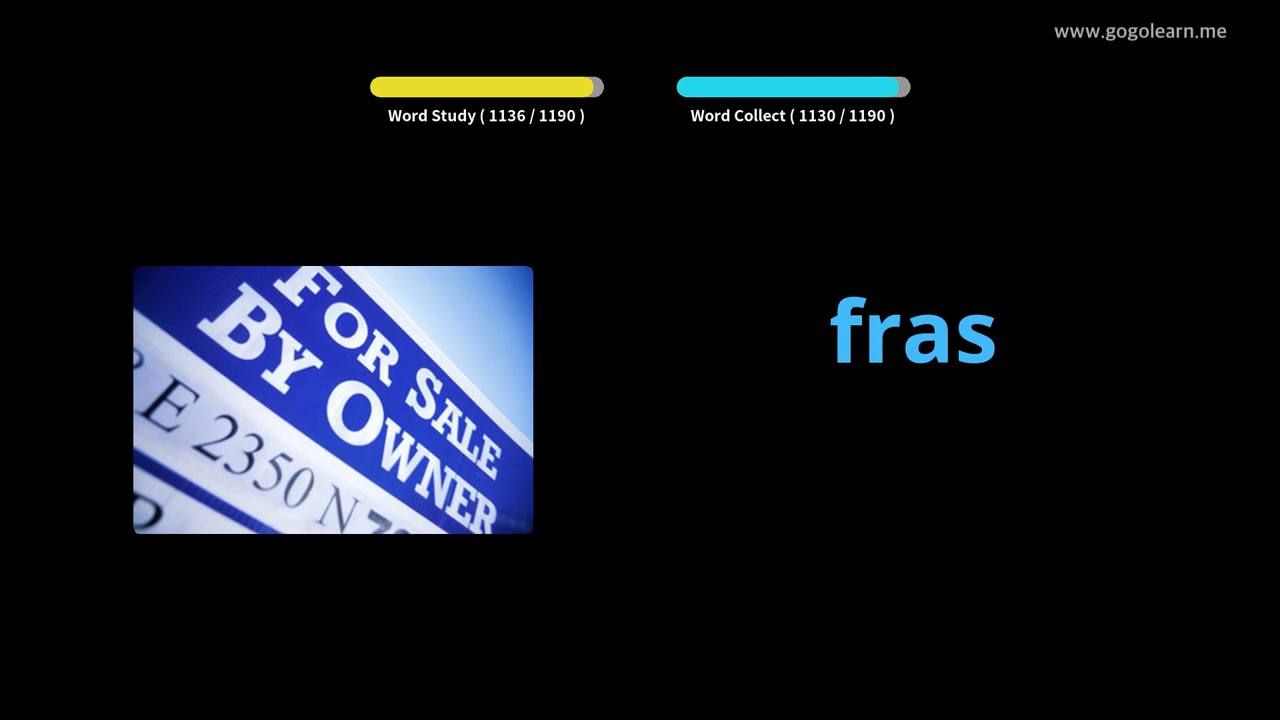 www.gogolearn.me
Word Study ( 1136 / 1190 )
Word Collect ( 1130 / 1190 )
FOR SALE
BY OWNER
E 2350 N
fras